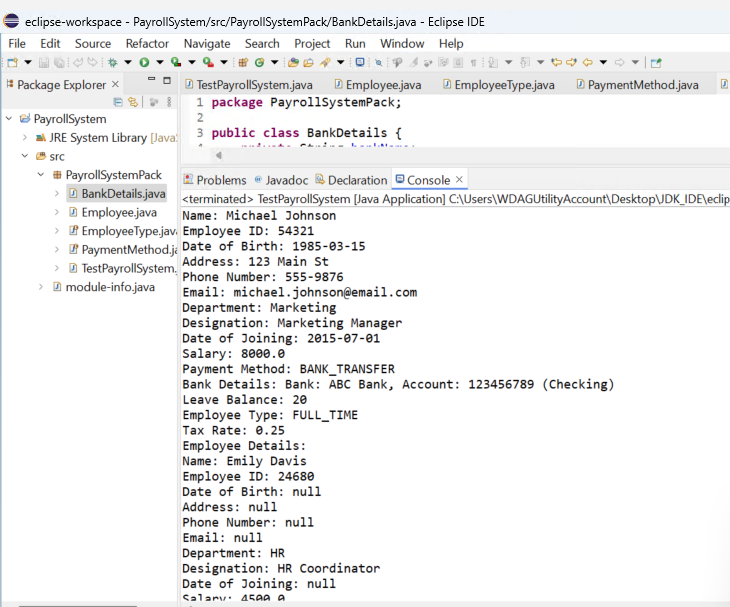 eclipse-workspace - PayrollSystem/src/PayrollSystemPack/BankDetails.java - Eclipse IDE
File Edit Source Refactor Navigate Search Project Run Window Help
Package Explorer
PayrollSystem
JRE System Library [Java
src
PayrollSystemPack
BankDetails.java
Employee.java
EmployeeType.java
PaymentMethod.ja
TestPayrollSystem.
module-info.java
TestPayrollSystem.java Employee.java EmployeeType.java PaymentMethod.java
1 package PayrollSystemPack;
2
3 public class BankDetails {
Problems Javadoc Declaration Console
<terminated> TestPayrollSystem [Java Application] C:\Users\WDAGUtilityAccount\Desktop\JDK_IDE\eclip
Name: Michael Johnson
Employee ID: 54321
Date of Birth: 1985-03-15
Address: 123 Main St
Phone Number: 555-9876
Email: michael.johnson@email.com
Department: Marketing
Designation: Marketing Manager
Date of Joining: 2015-07-01
Salary: 8000.0
Payment Method: BANK_TRANSFER
Bank Details: Bank: ABC Bank, Account: 123456789 (Checking)
Leave Balance: 20
Employee Type: FULL_TIME
Tax Rate: 0.25
Employee Details:
Name: Emily Davis
Employee ID: 24680
Date of Birth: null
Address: null
Phone Number: null
Email: null
Department: HR
Designation: HR Coordinator
Date of Joining: null
Salary: 4500.0